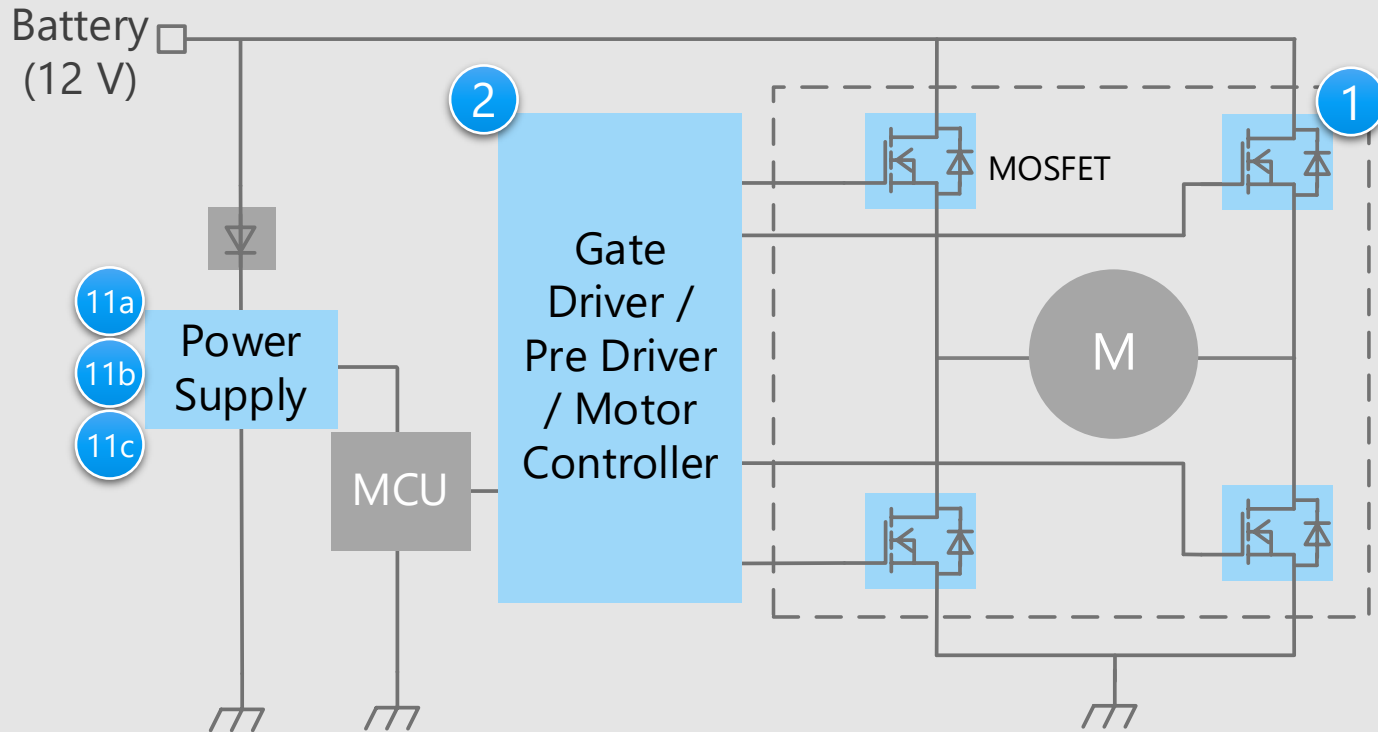 Battery
(12 V)
2
1
MOSFET
Gate
Driver /
Pre Driver
/ Motor
Controller
M
11a
11b
11c
Power
Supply
MCU